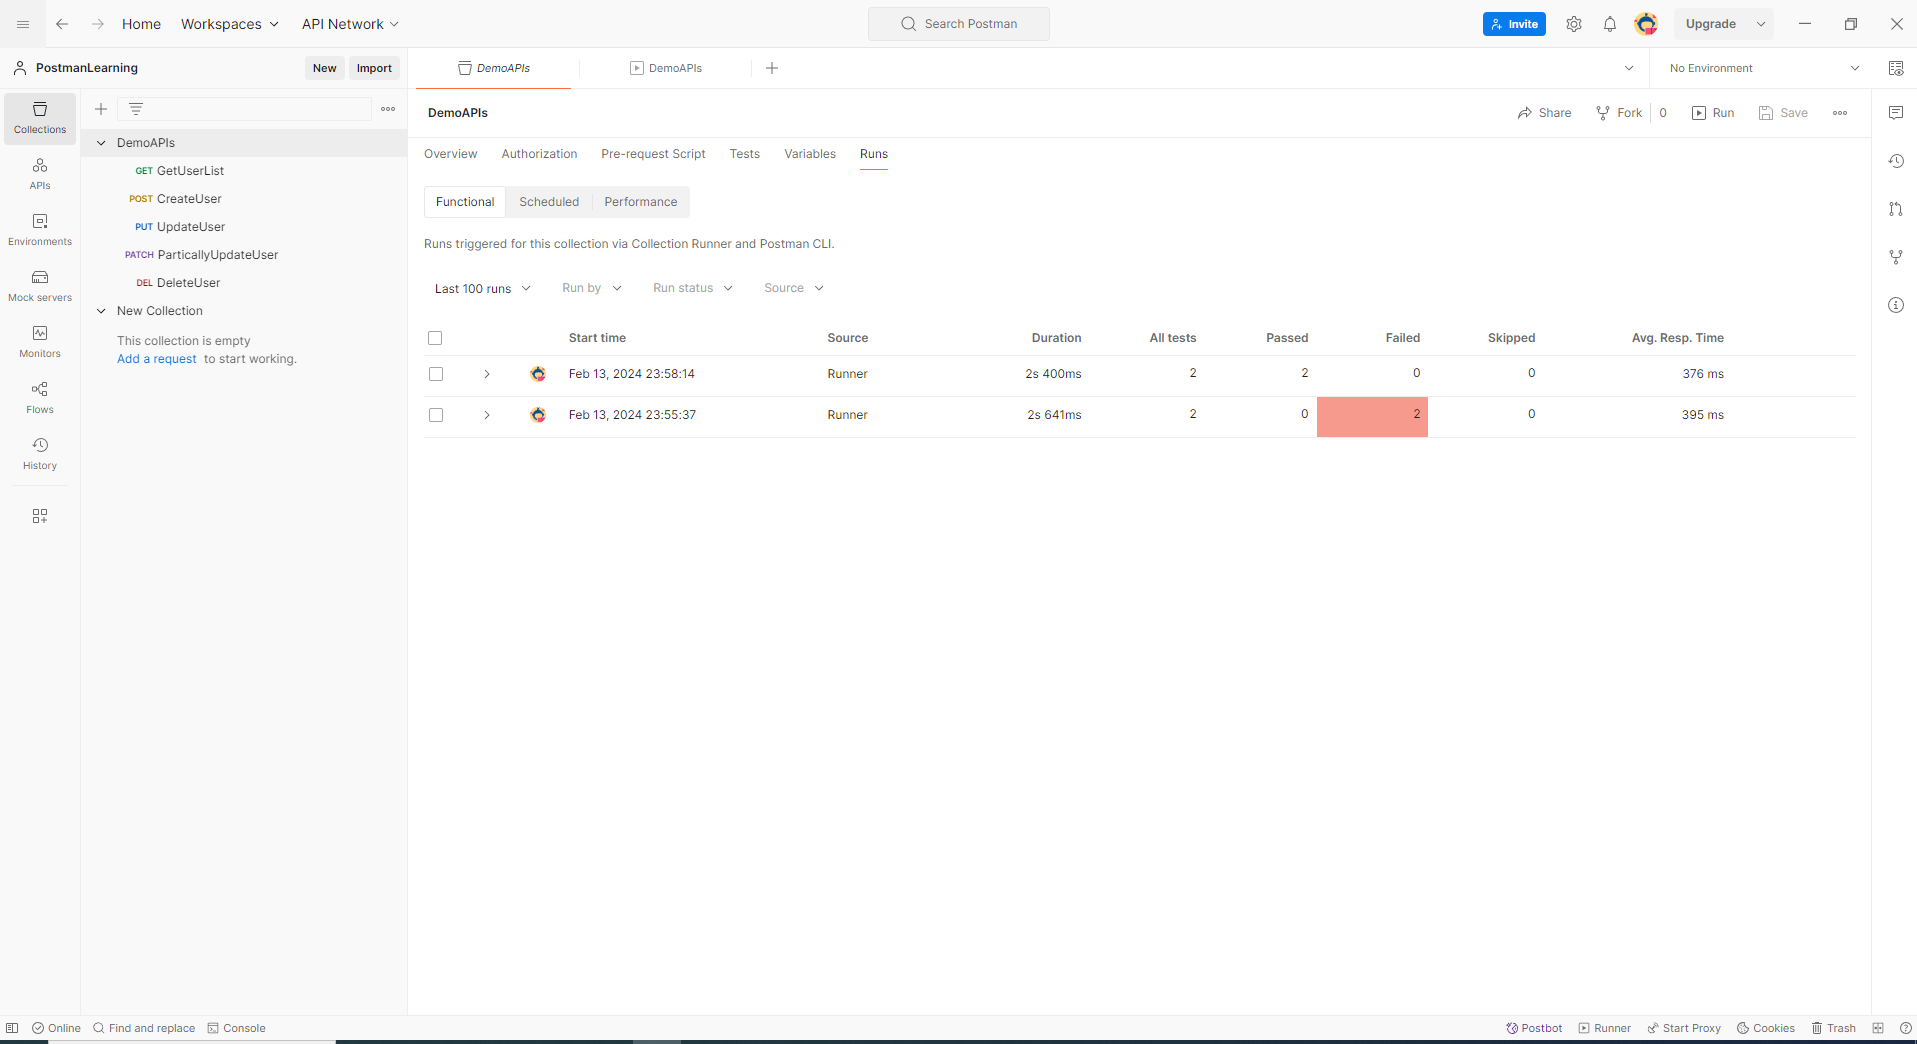 Home Workspaces API Network Search Postman Invite Upgrade
PostmanLearning New Import DemoAPIs DemoAPIs No Environment
Collections
APIs
Environments
Mock servers
Monitors
Flows
History
DemoAPIs
GET GetUserList
POST CreateUser
PUT UpdateUser
PATCH ParticallyUpdateUser
DEL DeleteUser
New Collection
This collection is empty
Add a request to start working.
DemoAPIs Share Fork 0 Run Save
Overview Authorization Pre-request Script Tests Variables Runs
Functional Scheduled Performance
Runs triggered for this collection via Collection Runner and Postman CLI.
Last 100 runs Run by Run status Source
Start time Source Duration All tests Passed Failed Skipped Avg. Resp. Time
Feb 13, 2024 23:58:14 Runner 2s 400ms 2 2 0 0 376 ms
Feb 13, 2024 23:55:37 Runner 2s 641ms 2 0 2 0 395 ms
Online Find and replace Console Postbot Runner Start Proxy Cookies Trash